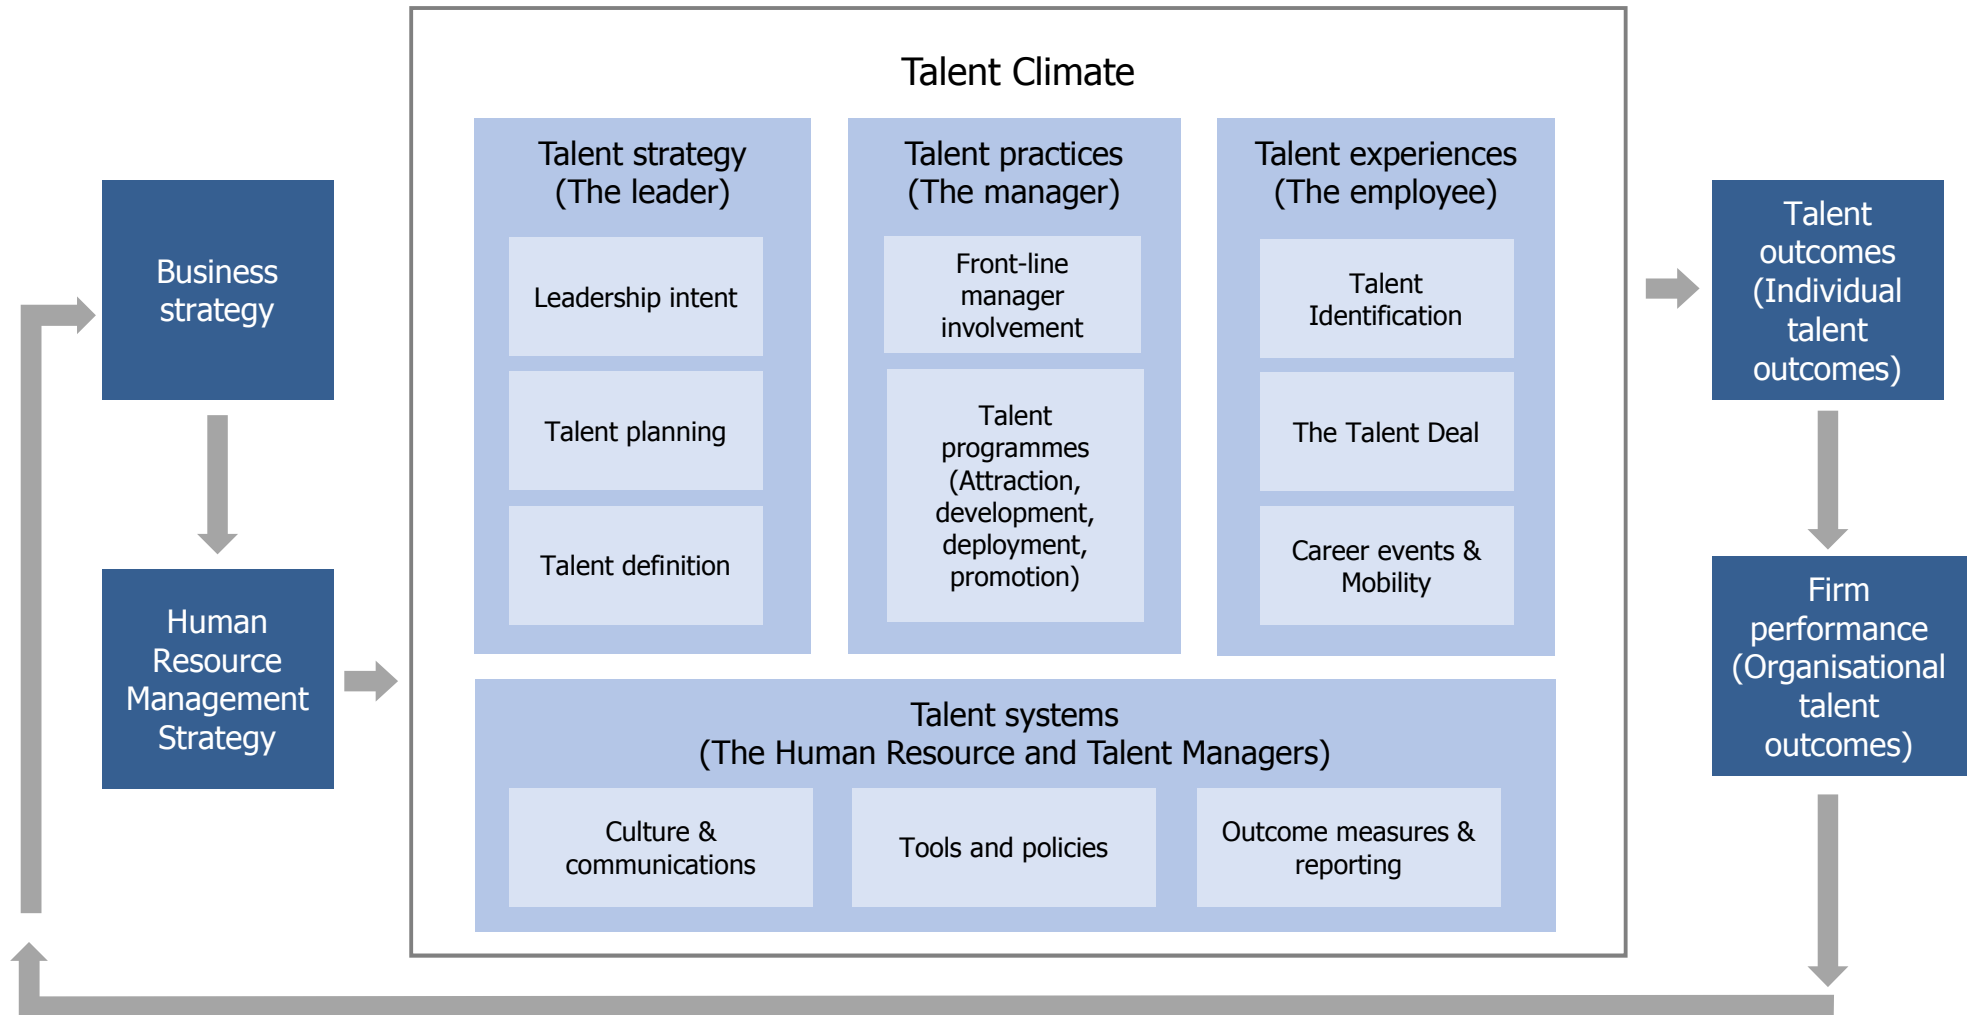 Talent Climate
Business
strategy
Human
Resource
Management
Strategy
Talent strategy
(The leader)
Leadership intent
Talent planning
Talent definition
Talent practices
(The manager)
Front-line
manager
involvement
Talent
programmes
(Attraction,
development,
deployment,
promotion)
Talent experiences
(The employee)
Talent
Identification
The Talent Deal
Career events &
Mobility
Talent systems
(The Human Resource and Talent Managers)
Culture &
communications
Tools and policies
Outcome measures &
reporting
Talent
outcomes
(Individual
talent
outcomes)
Firm
performance
(Organisational
talent
outcomes)